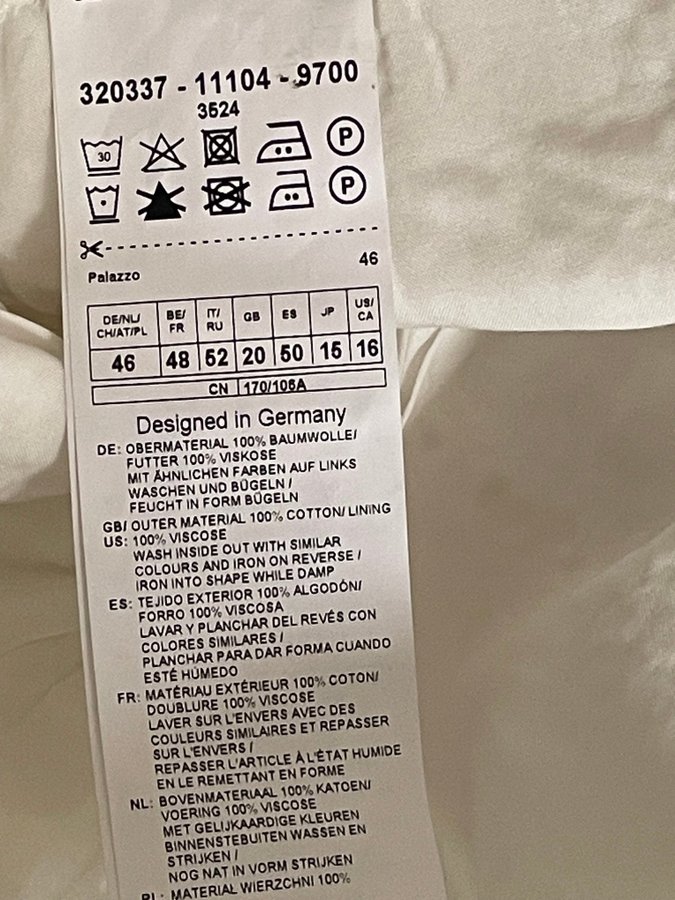 320337 - 11104 - 9700
3524
30 P
P
Palazzo 46
DE/NL/ CH/AT/PL BE/ FR IT/ RU GB ES JP US/ CA
46 48 52 20 50 15 16
CN 170/106A
Designed in Germany
DE: OBERMATERIAL 100% BAUMWOLLE/
FUTTER 100% VISKOSE
MIT ÄHNLICHEN FARBEN AUF LINKS
WASCHEN UND BÜGELN /
FEUCHT IN FORM BÜGELN
GB/ OUTER MATERIAL 100% COTTON/ LINING
US: 100% VISCOSE
WASH INSIDE OUT WITH SIMILAR
COLOURS AND IRON ON REVERSE /
IRON INTO SHAPE WHILE DAMP
ES: TEJIDO EXTERIOR 100% ALGODÓN/
FORRO 100% VISCOSA
LAVAR Y PLANCHAR DEL REVÉS CON
COLORES SIMILARES /
PLANCHAR PARA DAR FORMA CUANDO
ESTÉ HÚMEDO
FR: MATÉRIAU EXTÉRIEUR 100% COTON/
DOUBLURE 100% VISCOSE
LAVER SUR L'ENVERS AVEC DES
COULEURS SIMILAIRES ET REPASSER
SUR L'ENVERS /
REPASSER L'ARTICLE À L'ÉTAT HUMIDE
EN LE REMETTANT EN FORME
NL: BOVENMATERIAAL 100% KATOEN/
VOERING 100% VISCOSE
MET GELIJKAARDIGE KLEUREN
BINNENSTEBUITEN WASSEN EN
STRIJKEN /
NOG NAT IN VORM STRIJKEN
PL: MATERIAŁ WIERZCHNI 100%